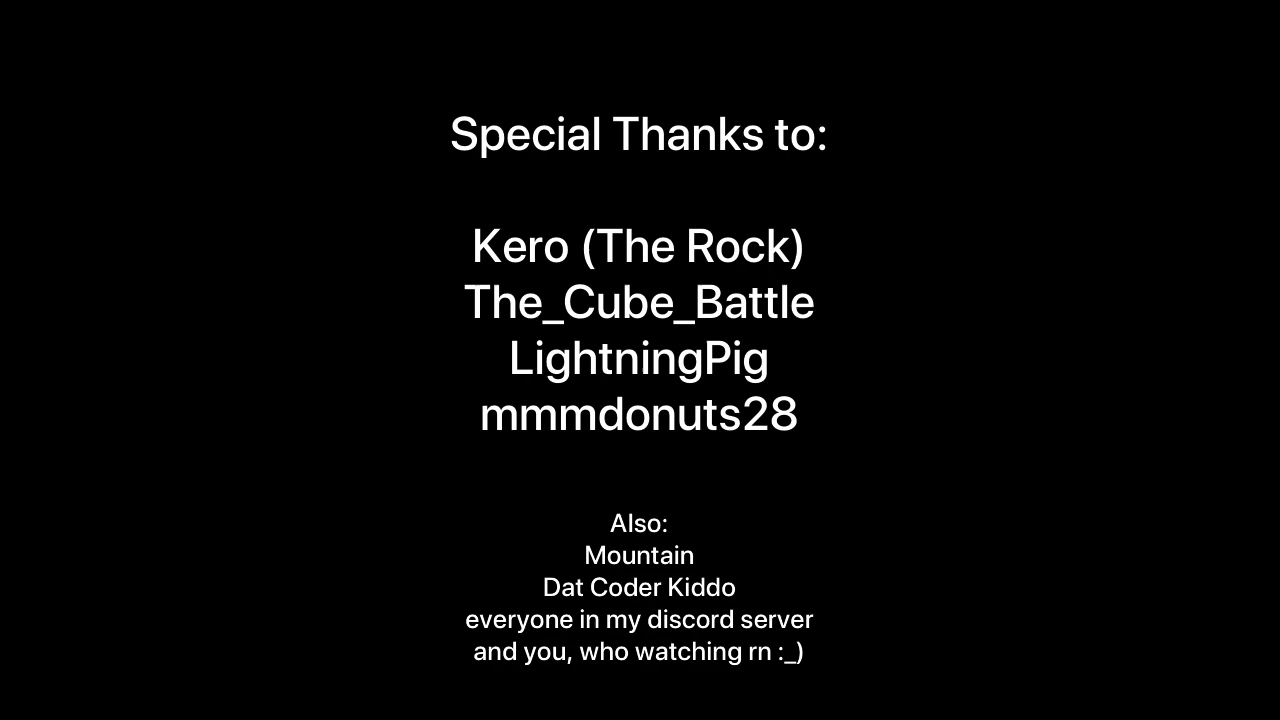 Special Thanks to:
Kero (The Rock)
The_Cube_Battle
LightningPig
mmmdonuts28
Also:
Mountain
Dat Coder Kiddo
everyone in my discord server
and you, who watching rn :_)